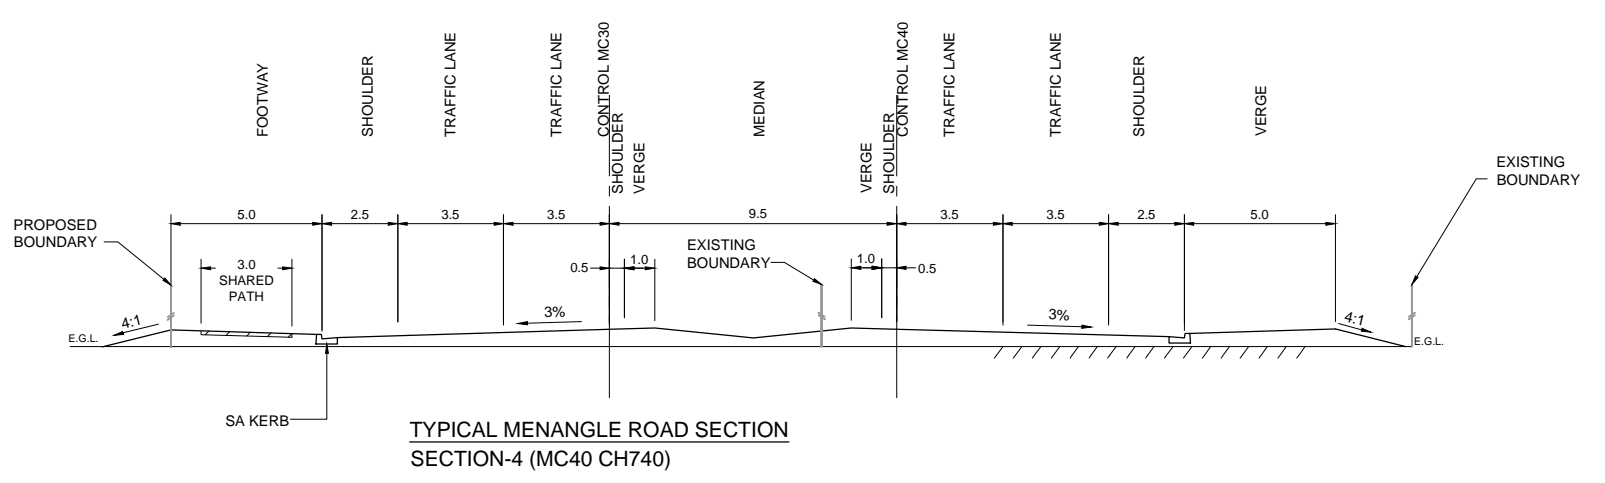 FOOTWAY
SHOULDER
TRAFFIC LANE
TRAFFIC LANE
CONTROL MC30
SHOULDER
VERGE
MEDIAN
VERGE
SHOULDER
CONTROL MC40
TRAFFIC LANE
TRAFFIC LANE
SHOULDER
VERGE
EXISTING
BOUNDARY
PROPOSED
BOUNDARY
5.0
2.5
3.5
3.5
9.5
3.5
3.5
2.5
5.0
3.0
SHARED
PATH
0.5
1.0
EXISTING
BOUNDARY
1.0
0.5
4:1
3%
3%
4:1
E.G.L.
E.G.L.
SA KERB
TYPICAL MENANGLE ROAD SECTION
SECTION-4 (MC40 CH740)